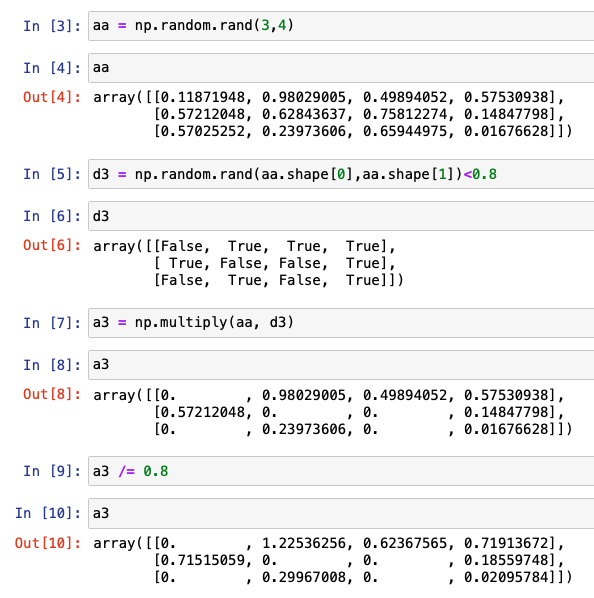 In [3]: aa = np.random.rand(3,4)
In [4]: aa
Out[4]: array([[0.11871948, 0.98029005, 0.49894052, 0.57530938],
[0.57212048, 0.62843637, 0.75812274, 0.14847798],
[0.57025252, 0.23973606, 0.65944975, 0.01676628]])
In [5]: d3 = np.random.rand(aa.shape[0],aa.shape[1])<0.8
In [6]: d3
Out[6]: array([[False,  True,  True,  True],
[ True, False, False,  True],
[False,  True, False,  True]])
In [7]: a3 = np.multiply(aa, d3)
In [8]: a3
Out[8]: array([[0.        , 0.98029005, 0.49894052, 0.57530938],
[0.57212048, 0.        , 0.        , 0.14847798],
[0.        , 0.23973606, 0.        , 0.01676628]])
In [9]: a3 /= 0.8
In [10]: a3
Out[10]: array([[0.        , 1.22536256, 0.62367565, 0.71913672],
[0.71515059, 0.        , 0.        , 0.18559748],
[0.        , 0.29967008, 0.        , 0.02095784]])